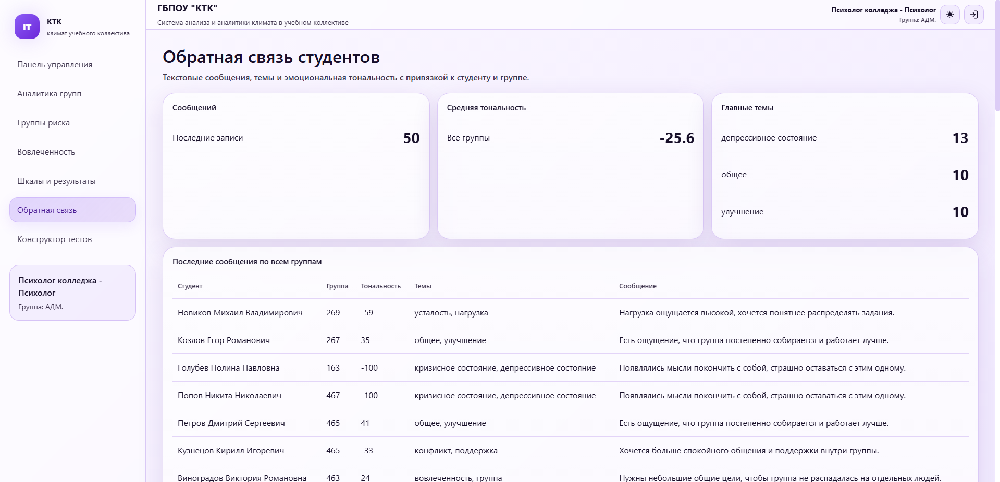 IT
КТК
климат учебного коллектива
Панель управления
Аналитика групп
Группы риска
Вовлеченность
Шкалы и результаты
Обратная связь
Конструктор тестов
Психолог колледжа -
Психолог
Группа: АДМ.
ГБПОУ "КТК"
Система анализа и аналитики климата в учебном коллективе
Психолог колледжа - Психолог
Группа: АДМ.
Обратная связь студентов
Текстовые сообщения, темы и эмоциональная тональность с привязкой к студенту и группе.
Сообщений
Последние записи 50
Средняя тональность
Все группы -25.6
Главные темы
депрессивное состояние 13
общее 10
улучшение 10
Последние сообщения по всем группам
Студент Группа Тональность Темы Сообщение
Новиков Михаил Владимирович 269 -59 усталость, нагрузка Нагрузка ощущается высокой, хочется понятнее распределять задания.
Козлов Егор Романович 267 35 общее, улучшение Есть ощущение, что группа постепенно собирается и работает лучше.
Голубев Полина Павловна 163 -100 кризисное состояние, депрессивное состояние Появлялись мысли покончить с собой, страшно оставаться с этим одному.
Попов Никита Николаевич 467 -100 кризисное состояние, депрессивное состояние Появлялись мысли покончить с собой, страшно оставаться с этим одному.
Петров Дмитрий Сергеевич 465 41 общее, улучшение Есть ощущение, что группа постепенно собирается и работает лучше.
Кузнецов Кирилл Игоревич 465 -33 конфликт, поддержка Хочется больше спокойного общения и поддержки внутри группы.
Виноградов Виктория Романовна 463 24 вовлеченность, группа Нужны небольшие общие цели, чтобы группа не распадалась на отдельных людей.